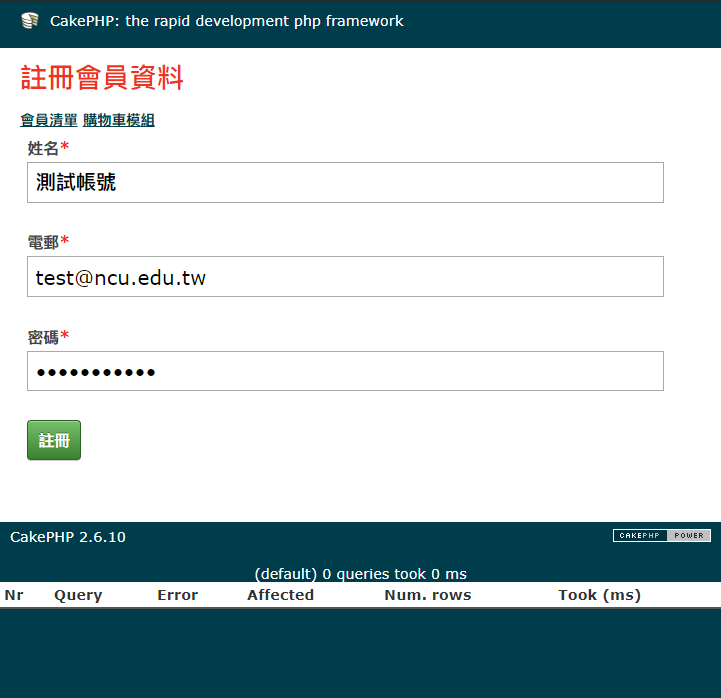 CakePHP: the rapid development php framework
註冊會員資料
會員清單 購物車模組
姓名*
測試帳號
電郵*
test@ncu.edu.tw
密碼*
•••••••••••
註冊
CakePHP 2.6.10
CAKEPHP POWER
(default) 0 queries took 0 ms
Nr Query Error Affected Num. rows Took (ms)